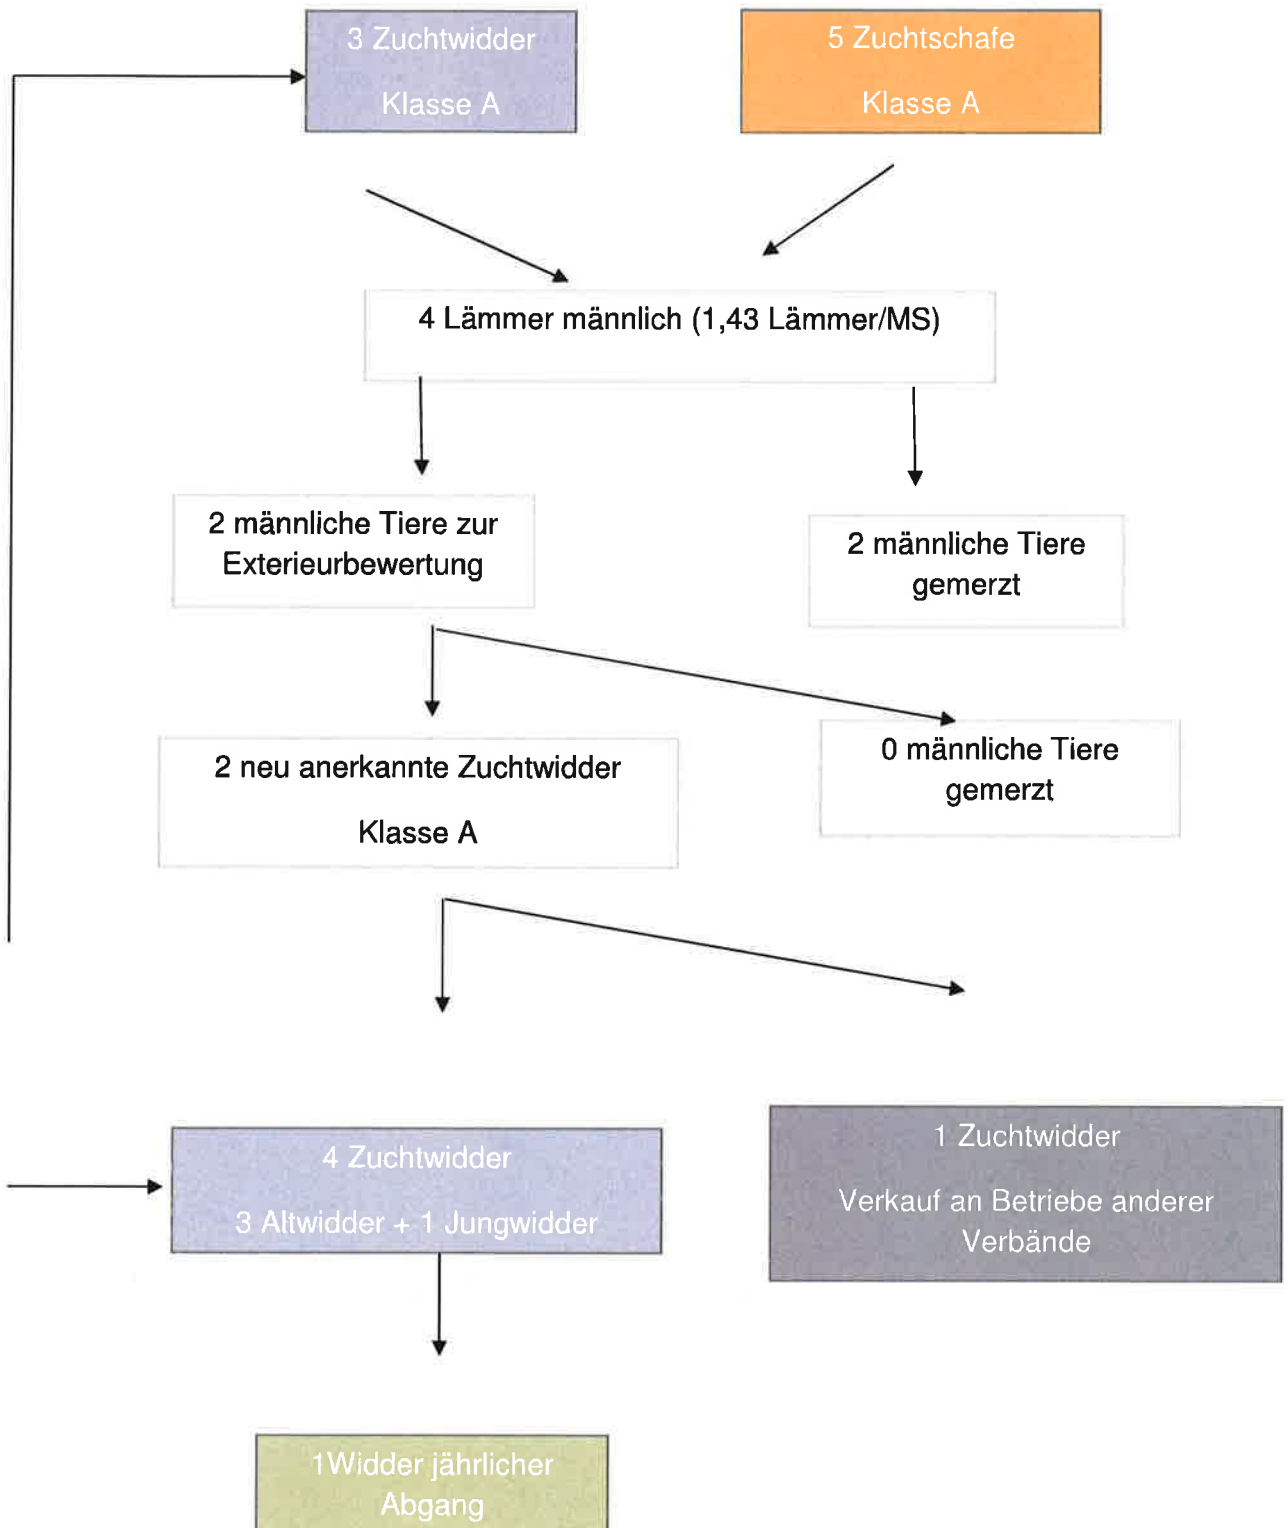 3 Zuchtwidder
Klasse A
5 Zuchtschafe
Klasse A
4 Lämmer männlich (1,43 Lämmer/MS)
2 männliche Tiere zur
Exterieurbewertung
2 männliche Tiere
gemerzt
2 neu anerkannte Zuchtwidder
Klasse A
0 männliche Tiere
gemerzt
4 Zuchtwidder
3 Altwidder + 1 Jungwidder
1 Zuchtwidder
Verkauf an Betriebe anderer
Verbände
1Widder jährlicher
Abgang